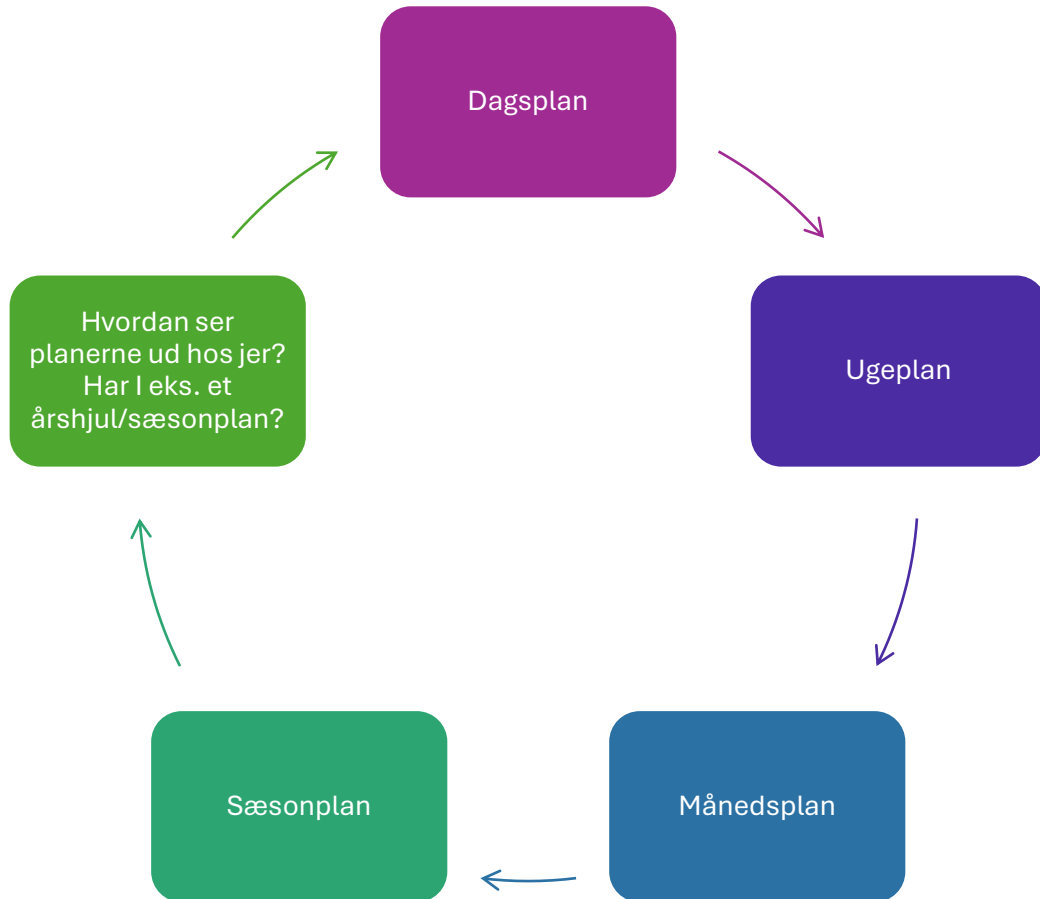 Dagsplan
Ugeplan
Månedsplan
Sæsonplan
Hvordan ser
planerne ud hos jer?
Har I eks. et
årshjul/sæsonplan?